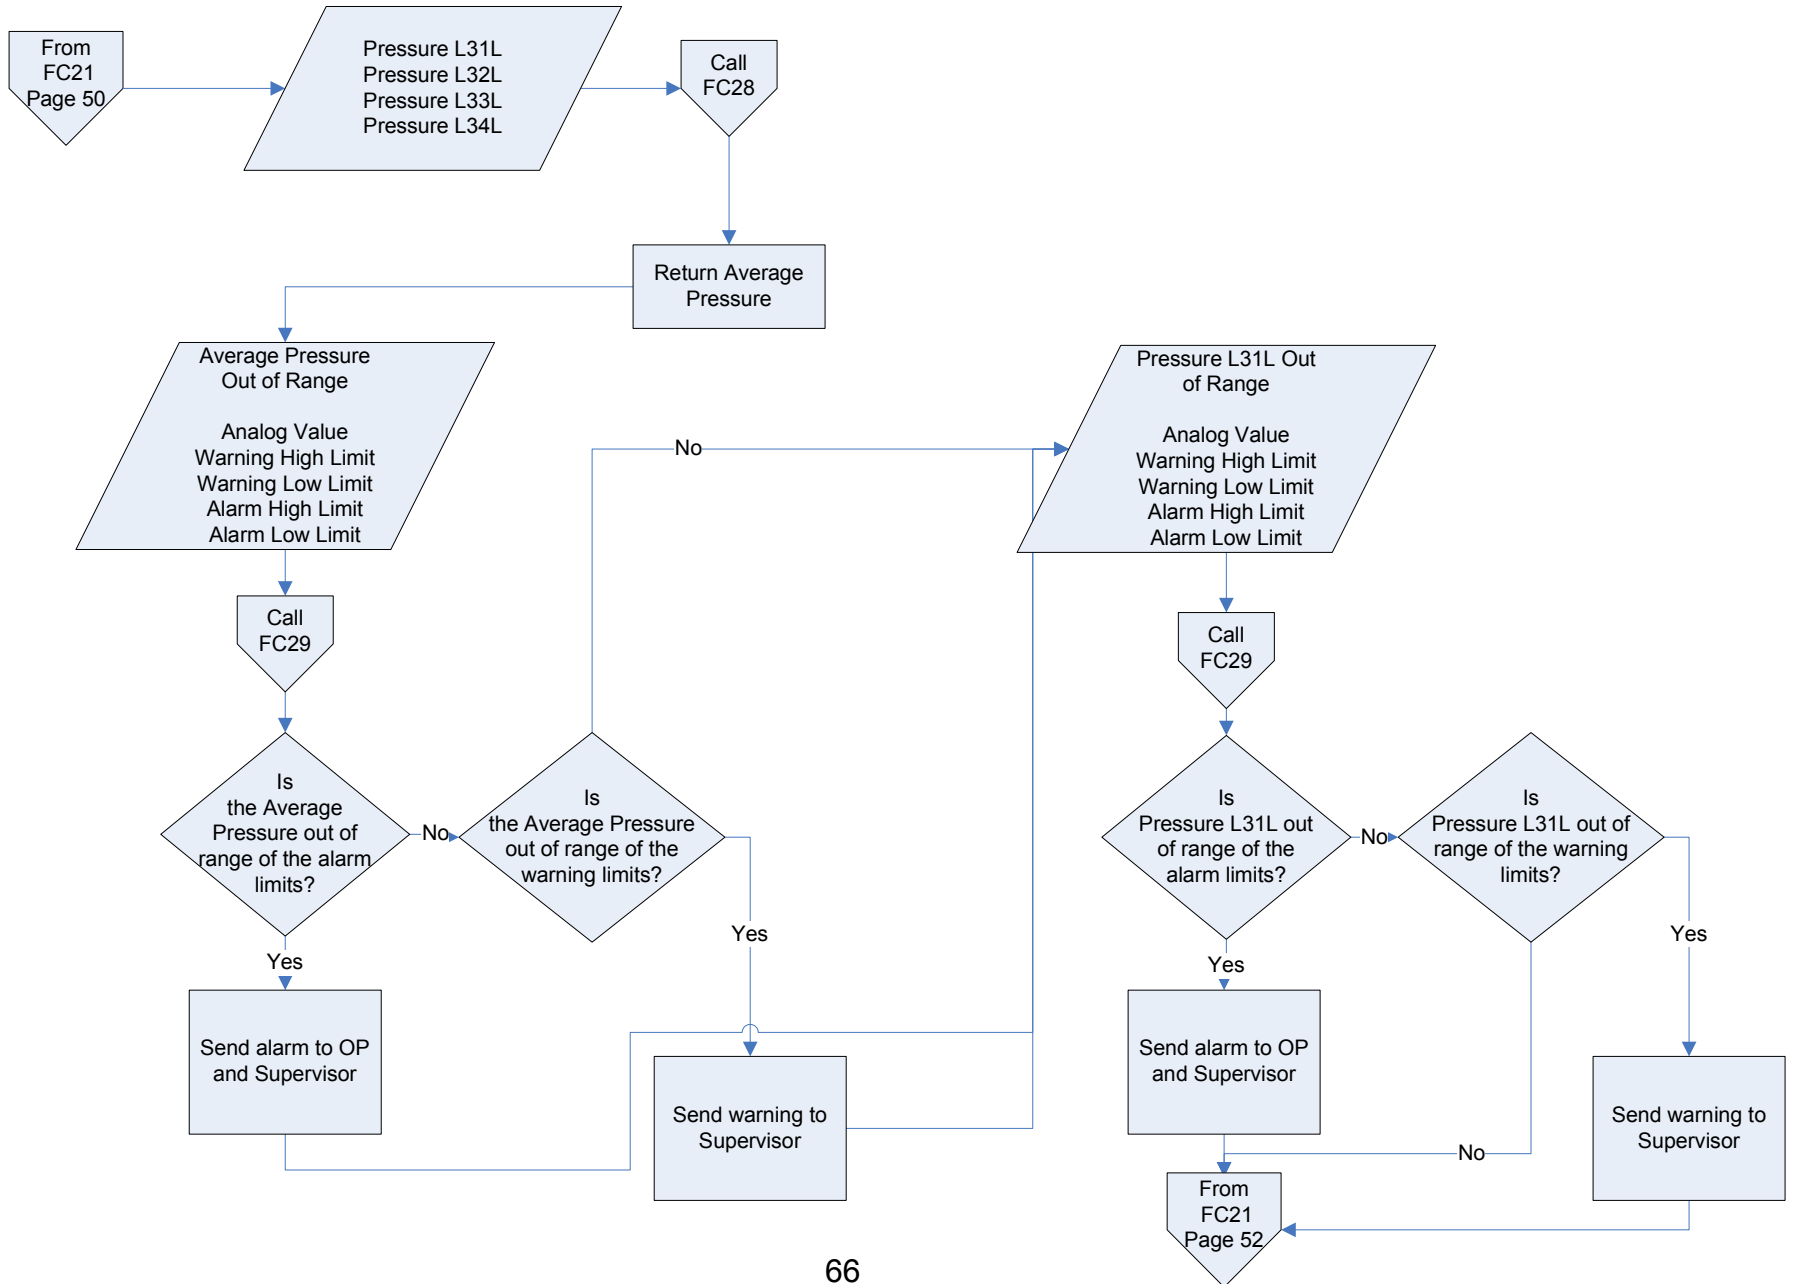 From
FC21
Page 50
Pressure L31L
Pressure L32L
Pressure L33L
Pressure L34L
Call
FC28
Return Average
Pressure
Average Pressure
Out of Range
Analog Value
Warning High Limit
Warning Low Limit
Alarm High Limit
Alarm Low Limit
Call
FC29
Is
the Average
Pressure out of
range of the alarm
limits?
No
Is
the Average Pressure
out of range of the
warning limits?
No
Yes
Yes
Send alarm to OP
and Supervisor
Send warning to
Supervisor
Pressure L31L Out
of Range
Analog Value
Warning High Limit
Warning Low Limit
Alarm High Limit
Alarm Low Limit
Call
FC29
Is
Pressure L31L out
of range of the
alarm limits?
No
Is
Pressure L31L out of
range of the warning
limits?
Yes
Yes
Send alarm to OP
and Supervisor
Send warning to
Supervisor
No
From
FC21
Page 52
66